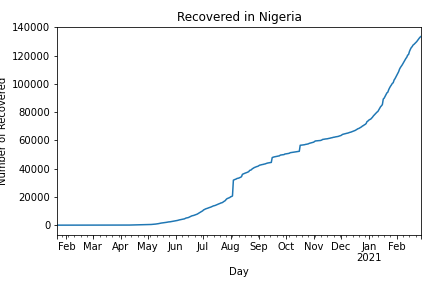 Recovered in Nigeria
Number of Recovered
140000
120000
100000
80000
60000
40000
20000
0
Feb Mar Apr May Jun Jul Aug Sep Oct Nov Dec Jan Feb
2021
Day